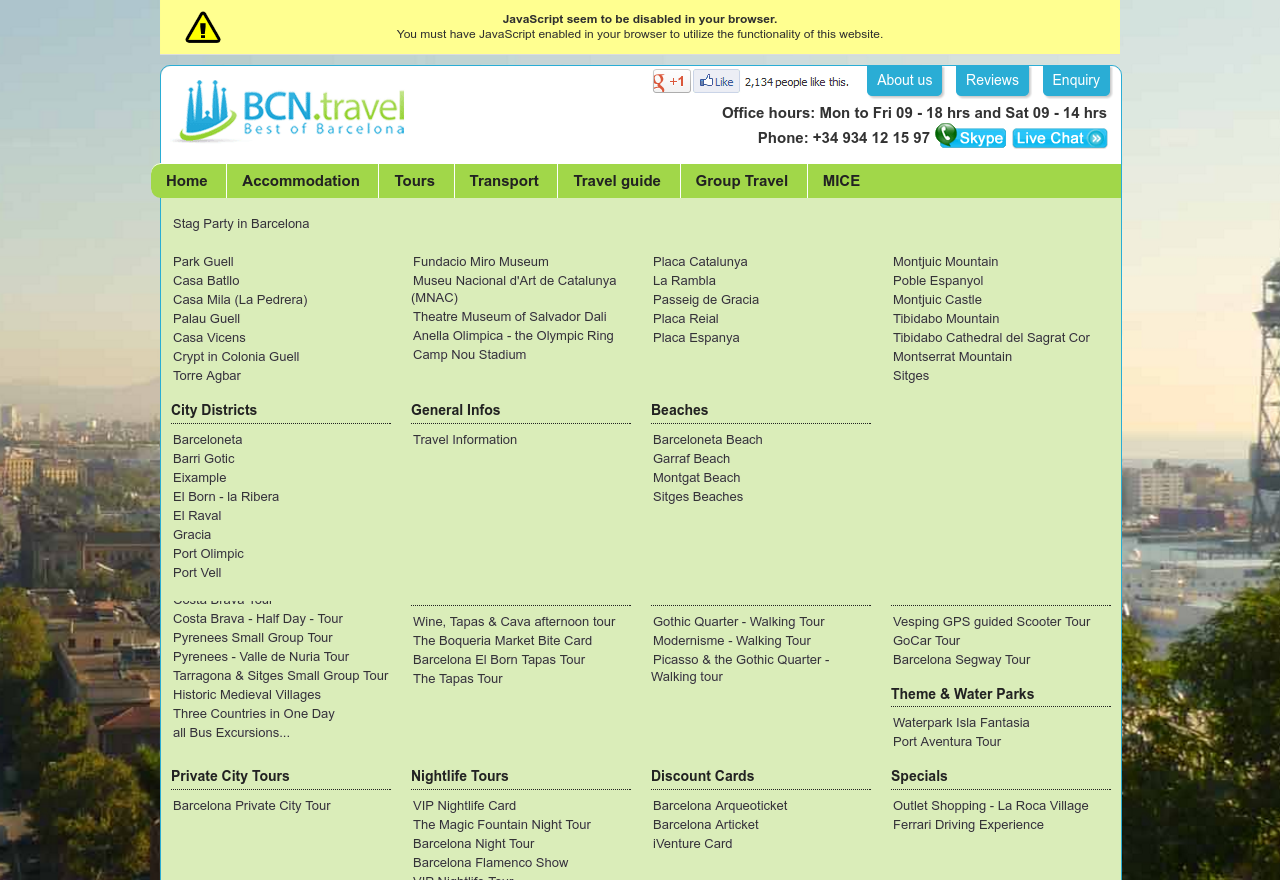 JavaScript seem to be disabled in your browser.
You must have JavaScript enabled in your browser to utilize the functionality of this website.
+1
Like
2,134 people like this.
About us
Reviews
Enquiry
BCN.travel
Best of Barcelona
Office hours: Mon to Fri 09 - 18 hrs and Sat 09 - 14 hrs
Phone: +34 934 12 15 97
Skype
Live Chat
Home
Accommodation
Tours
Transport
Travel guide
Group Travel
MICE
Stag Party in Barcelona
Park Guell
Casa Batllo
Casa Mila (La Pedrera)
Palau Guell
Casa Vicens
Crypt in Colonia Guell
Torre Agbar
Fundacio Miro Museum
Museu Nacional d'Art de Catalunya
(MNAC)
Theatre Museum of Salvador Dali
Anella Olimpica - the Olympic Ring
Camp Nou Stadium
Placa Catalunya
La Rambla
Passeig de Gracia
Placa Reial
Placa Espanya
Montjuic Mountain
Poble Espanyol
Montjuic Castle
Tibidabo Mountain
Tibidabo Cathedral del Sagrat Cor
Montserrat Mountain
Sitges
City Districts
Barceloneta
Barri Gotic
Eixample
El Born - la Ribera
El Raval
Gracia
Port Olimpic
Port Vell
General Infos
Travel Information
Beaches
Barceloneta Beach
Garraf Beach
Montgat Beach
Sitges Beaches
Costa Brava Tour
Costa Brava - Half Day - Tour
Pyrenees Small Group Tour
Pyrenees - Valle de Nuria Tour
Tarragona & Sitges Small Group Tour
Historic Medieval Villages
Three Countries in One Day
all Bus Excursions...
Wine, Tapas & Cava afternoon tour
The Boqueria Market Bite Card
Barcelona El Born Tapas Tour
The Tapas Tour
Gothic Quarter - Walking Tour
Modernisme - Walking Tour
Picasso & the Gothic Quarter -
Walking tour
Vesping GPS guided Scooter Tour
GoCar Tour
Barcelona Segway Tour
Theme & Water Parks
Waterpark Isla Fantasia
Port Aventura Tour
Private City Tours
Barcelona Private City Tour
Nightlife Tours
VIP Nightlife Card
The Magic Fountain Night Tour
Barcelona Night Tour
Barcelona Flamenco Show
VIP Nightlife Tour
Discount Cards
Barcelona Arqueoticket
Barcelona Articket
iVenture Card
Specials
Outlet Shopping - La Roca Village
Ferrari Driving Experience